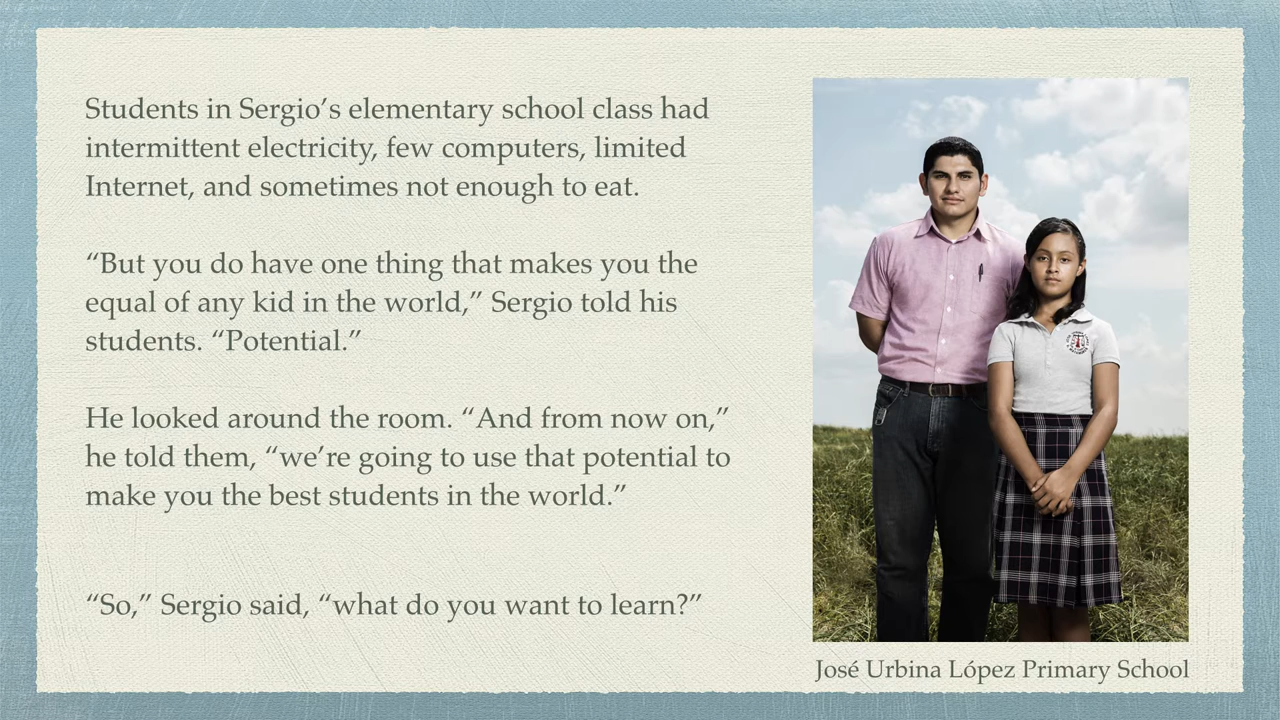 Students in Sergio’s elementary school class had
intermittent electricity, few computers, limited
Internet, and sometimes not enough to eat.
“But you do have one thing that makes you the
equal of any kid in the world,” Sergio told his
students. “Potential.”
He looked around the room. “And from now on,”
he told them, “we’re going to use that potential to
make you the best students in the world.”
“So,” Sergio said, “what do you want to learn?”
José Urbina López Primary School